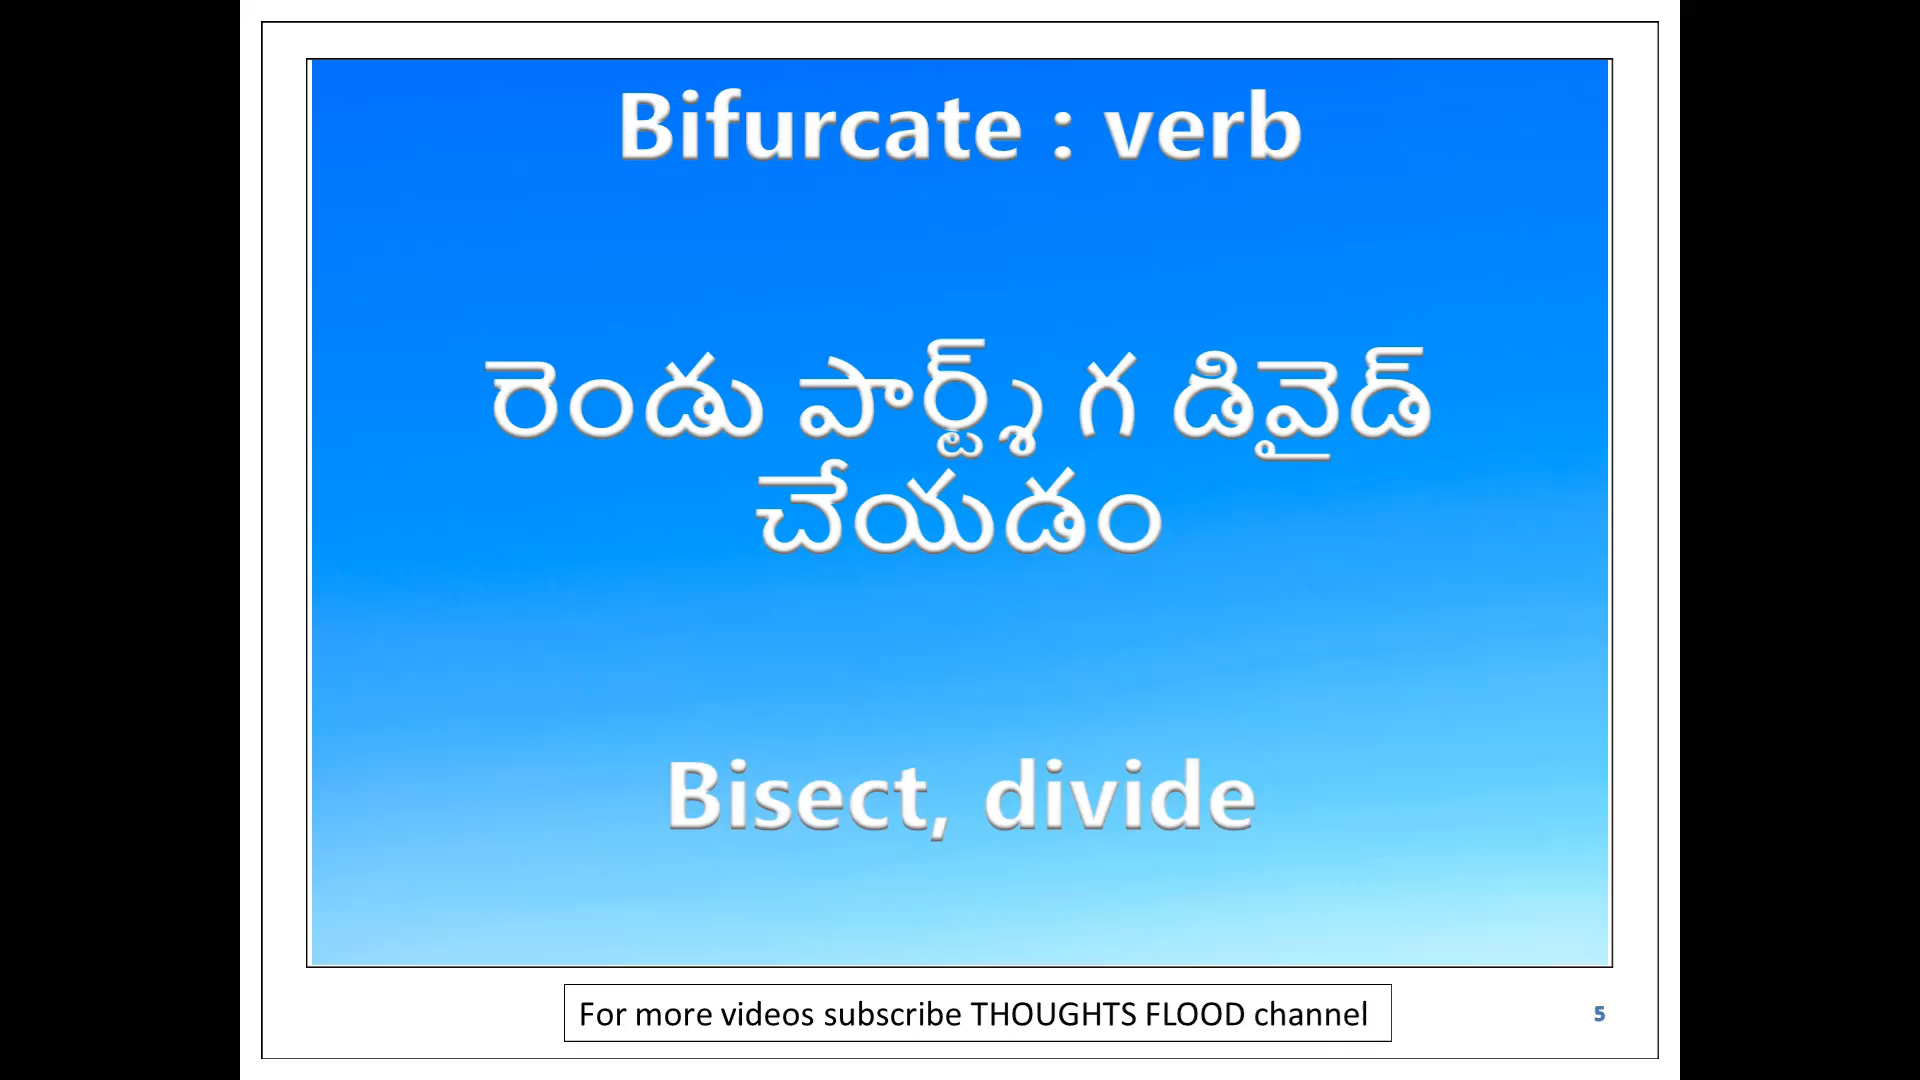 Bifurcate : verb
రెండు పార్ట్స్ గ డివైడ్
చేయడం
Bisect, divide
For more videos subscribe THOUGHTS FLOOD channel
5